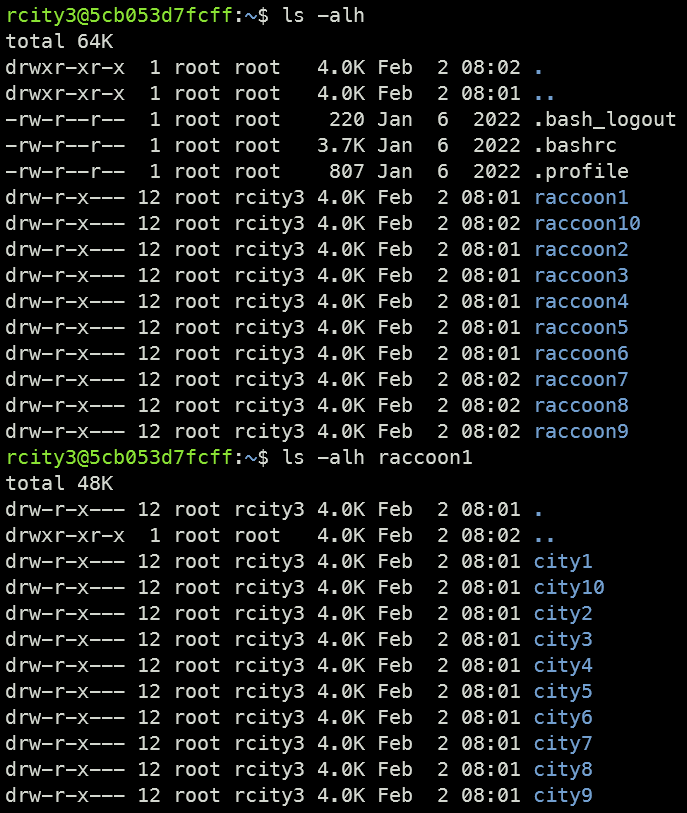 rcity3@5cb053d7fcff:~$ ls -alh
total 64K
drwxr-xr-x  1 root root   4.0K Feb  2 08:02 .
drwxr-xr-x  1 root root   4.0K Feb  2 08:01 ..
-rw-r--r--  1 root root    220 Jan  6  2022 .bash_logout
-rw-r--r--  1 root root   3.7K Jan  6  2022 .bashrc
-rw-r--r--  1 root root    807 Jan  6  2022 .profile
drw-r-x--- 12 root rcity3 4.0K Feb  2 08:01 raccoon1
drw-r-x--- 12 root rcity3 4.0K Feb  2 08:02 raccoon10
drw-r-x--- 12 root rcity3 4.0K Feb  2 08:01 raccoon2
drw-r-x--- 12 root rcity3 4.0K Feb  2 08:01 raccoon3
drw-r-x--- 12 root rcity3 4.0K Feb  2 08:01 raccoon4
drw-r-x--- 12 root rcity3 4.0K Feb  2 08:01 raccoon5
drw-r-x--- 12 root rcity3 4.0K Feb  2 08:01 raccoon6
drw-r-x--- 12 root rcity3 4.0K Feb  2 08:02 raccoon7
drw-r-x--- 12 root rcity3 4.0K Feb  2 08:02 raccoon8
drw-r-x--- 12 root rcity3 4.0K Feb  2 08:02 raccoon9
rcity3@5cb053d7fcff:~$ ls -alh raccoon1
total 48K
drw-r-x--- 12 root rcity3 4.0K Feb  2 08:01 .
drwxr-xr-x  1 root root   4.0K Feb  2 08:02 ..
drw-r-x--- 12 root rcity3 4.0K Feb  2 08:01 city1
drw-r-x--- 12 root rcity3 4.0K Feb  2 08:01 city10
drw-r-x--- 12 root rcity3 4.0K Feb  2 08:01 city2
drw-r-x--- 12 root rcity3 4.0K Feb  2 08:01 city3
drw-r-x--- 12 root rcity3 4.0K Feb  2 08:01 city4
drw-r-x--- 12 root rcity3 4.0K Feb  2 08:01 city5
drw-r-x--- 12 root rcity3 4.0K Feb  2 08:01 city6
drw-r-x--- 12 root rcity3 4.0K Feb  2 08:01 city7
drw-r-x--- 12 root rcity3 4.0K Feb  2 08:01 city8
drw-r-x--- 12 root rcity3 4.0K Feb  2 08:01 city9